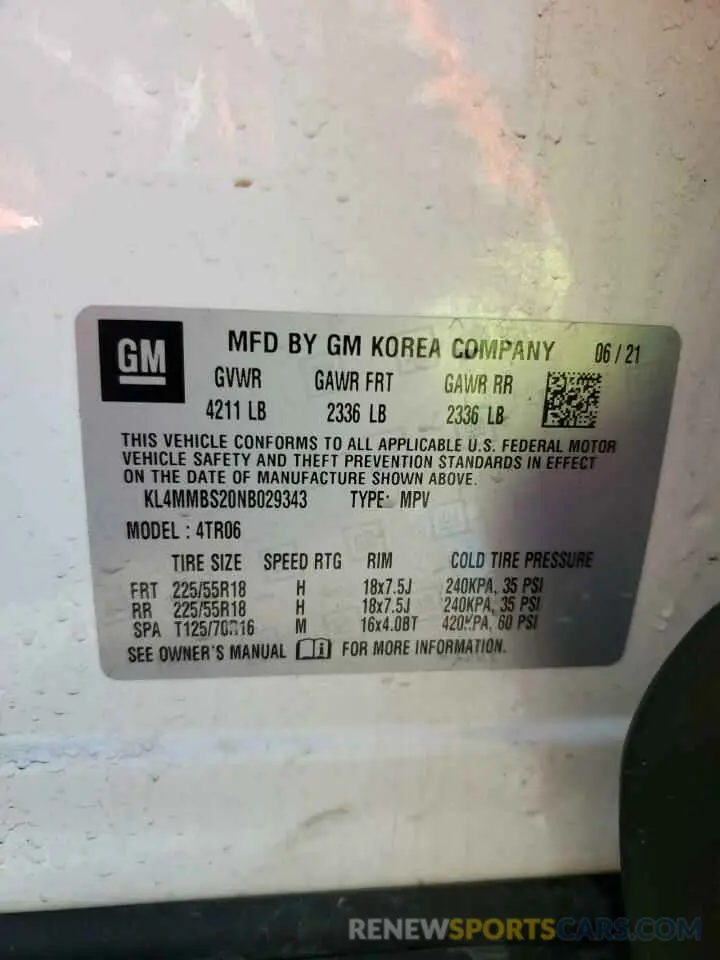 GM
MFD BY GM KOREA COMPANY 06/21
GVWR GAWR FRT GAWR RR
4211 LB 2336 LB 2336 LB
THIS VEHICLE CONFORMS TO ALL APPLICABLE U.S. FEDERAL MOTOR
VEHICLE SAFETY AND THEFT PREVENTION STANDARDS IN EFFECT
ON THE DATE OF MANUFACTURE SHOWN ABOVE.
KL4MMBS20NB029343 TYPE: MPV
MODEL : 4TR06
TIRE SIZE SPEED RTG RIM COLD TIRE PRESSURE
FRT 225/55R18 H 18x7.5J 240KPA, 35 PSI
RR 225/55R18 H 18x7.5J 240KPA, 35 PSI
SPA T125/70R16 M 16x4.0BT 420KPA, 60 PSI
SEE OWNER'S MANUAL i FOR MORE INFORMATION.
RENEWSPORTSCARS.COM